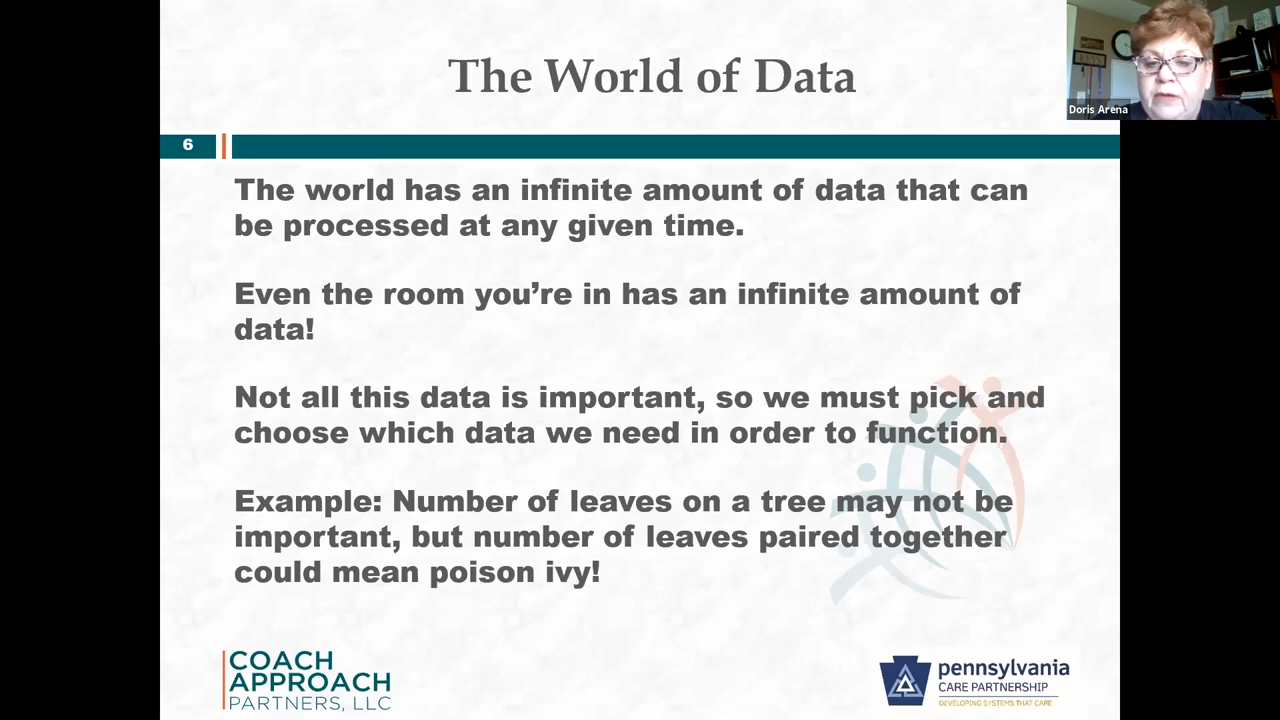 The World of Data
Doris Arena
6
The world has an infinite amount of data that can
be processed at any given time.
Even the room you’re in has an infinite amount of
data!
Not all this data is important, so we must pick and
choose which data we need in order to function.
Example: Number of leaves on a tree may not be
important, but number of leaves paired together
could mean poison ivy!
COACH
APPROACH
PARTNERS, LLC
pennsylvania
CARE PARTNERSHIP
DEVELOPING SYSTEMS THAT CARE